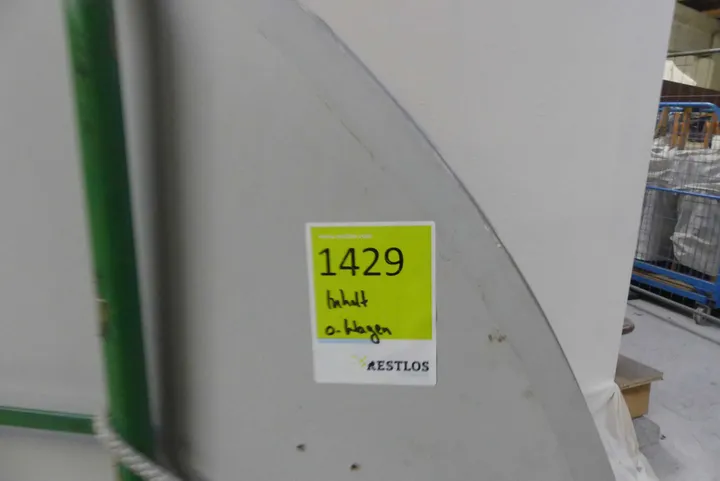 1429
Inhalt
o. Wagen
RESTLOS